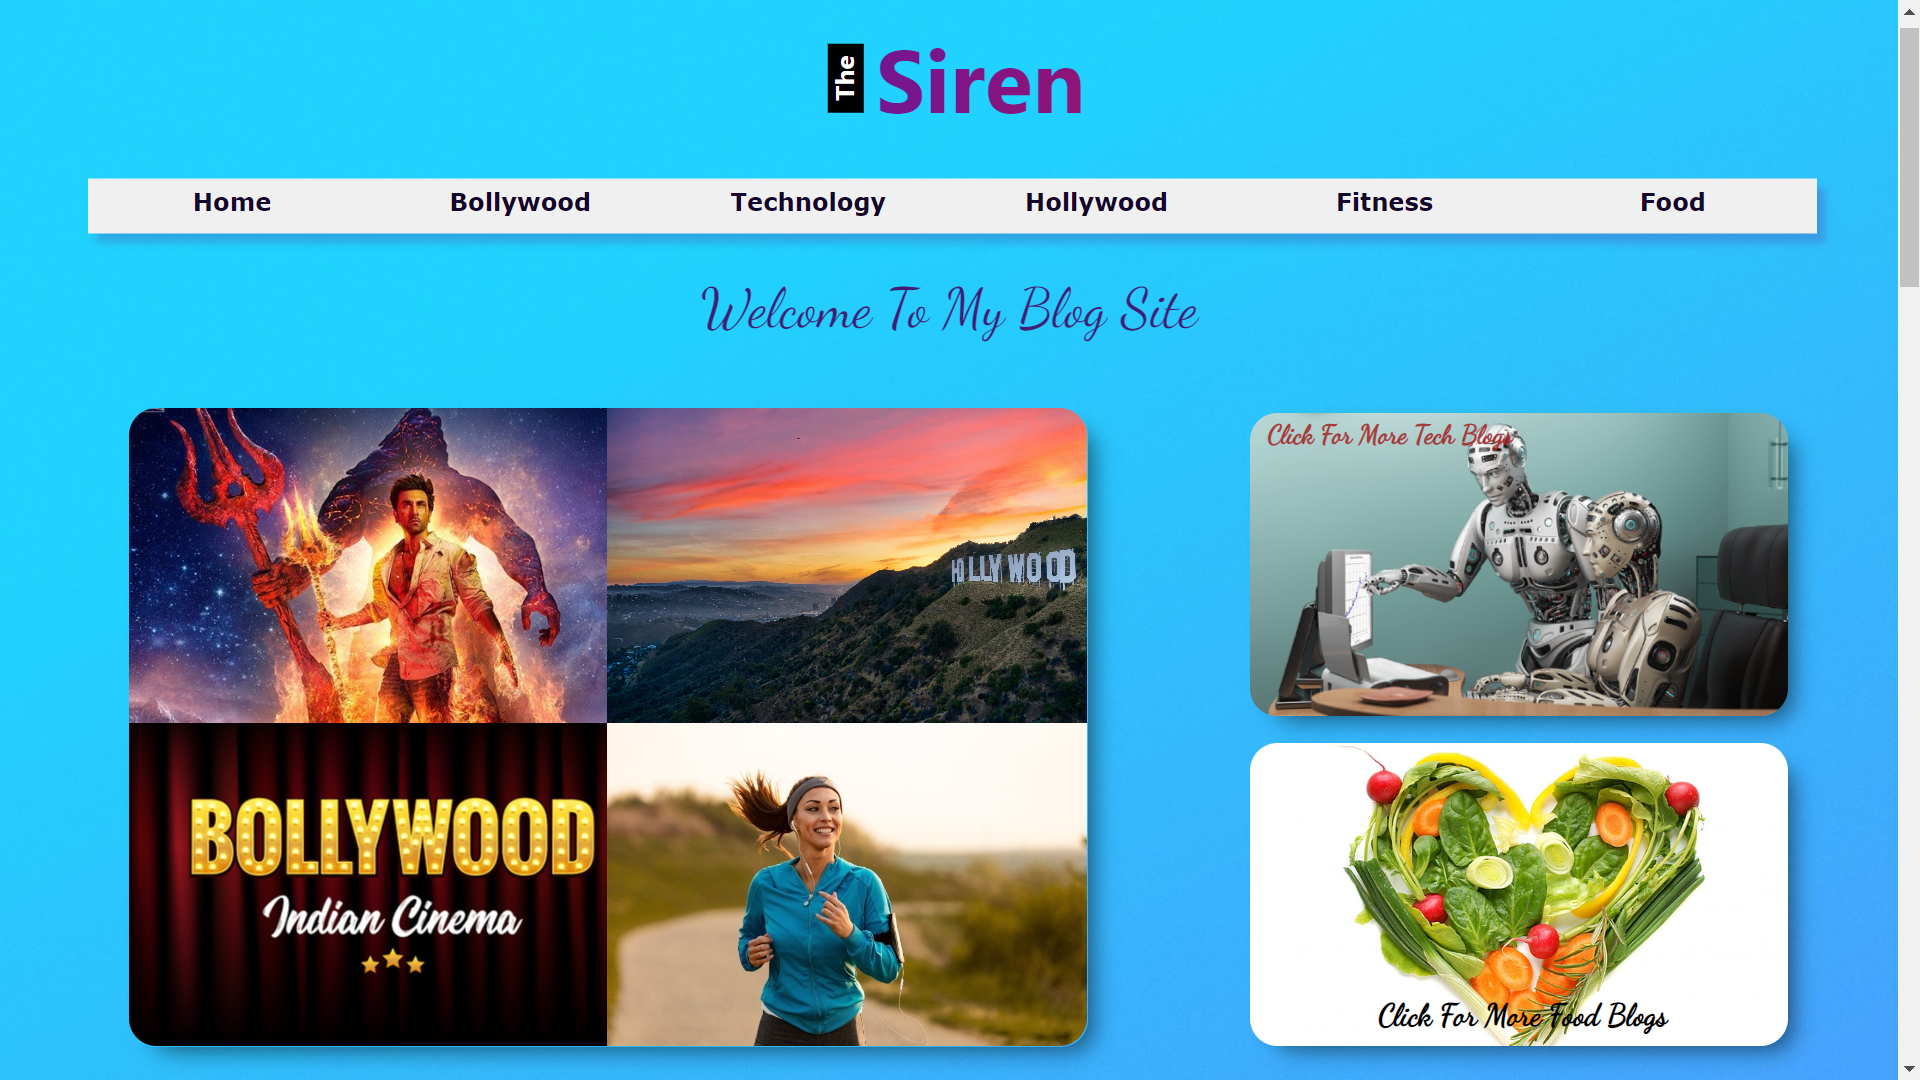 The Siren
Home Bollywood Technology Hollywood Fitness Food
Welcome To My Blog Site
HOLLYWOOD
Click For More Tech Blogs
BOLLYWOOD
Indian Cinema
Click For More Food Blogs